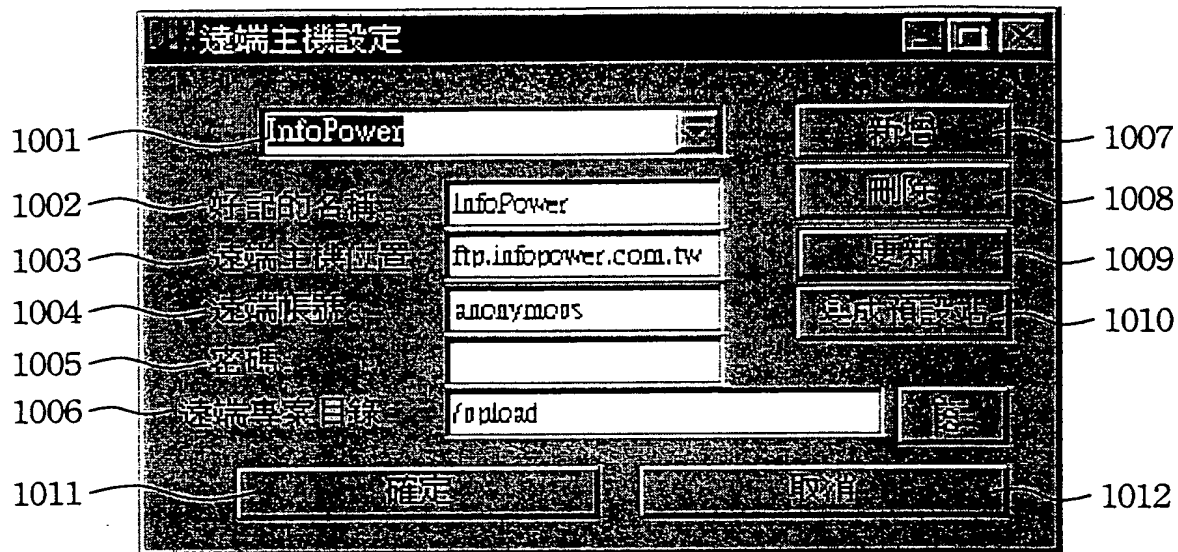 遠端主機設定
1001 InfoPower 新增 1007
1002 好記的名稱 InfoPower 刪除 1008
1003 遠端主機位置 ftp.infopower.com.tw 更新 1009
1004 遠端帳號 anonymous 變成預設站 1010
1005 密碼
1006 遠端專案目錄 /upload
1011 確定 取消 1012